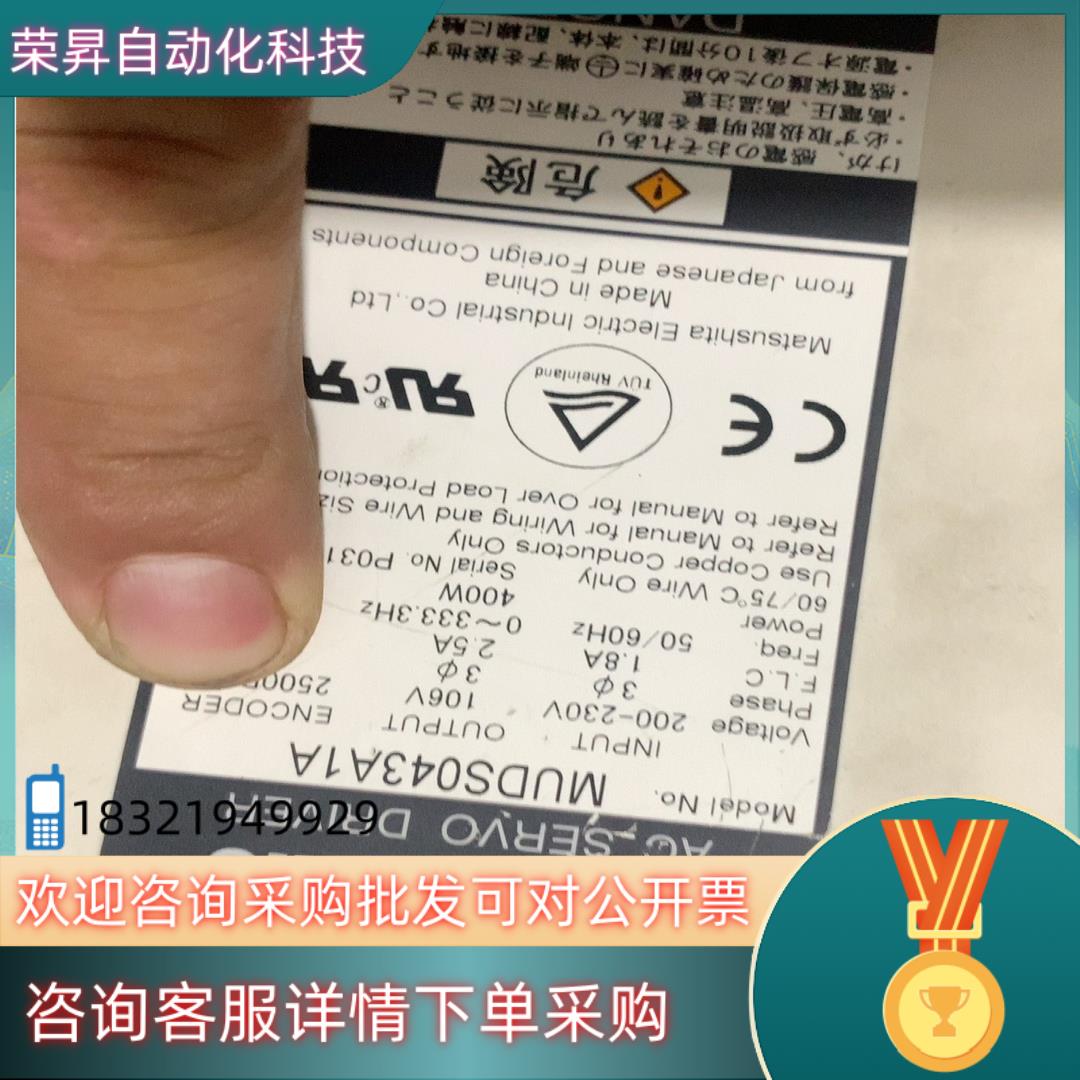 荣昇自动化科技
AC-SERVO DRIVER
Model No. MUDS043A1A
INPUT OUTPUT ENCODER
Voltage 200-230V 106V
Phase 3φ 3φ
F.L.C 1.8A 2.5A
Freq. 50/60Hz 0~333.3Hz
Power 400W
60/75°C Wire Only Serial No.
Use Copper Conductors Only
Refer to Manual for Wiring and Wire
Refer to Manual for Over Load Protection
CE
TÜV Rheinland
Matsushita Electric Industrial Co.,Ltd
Made in China
from Japanese and Foreign Components
危険
けが、感電のおそれあり
・必ず取扱説明書を読んで指示に従うこと
・高電圧、高温注意
・感電保護のため確実に端子を接地す
・電源オフ後10分間は、本体、配線に触
18321949929
欢迎咨询采购批发可对公开票
咨询客服详情下单采购